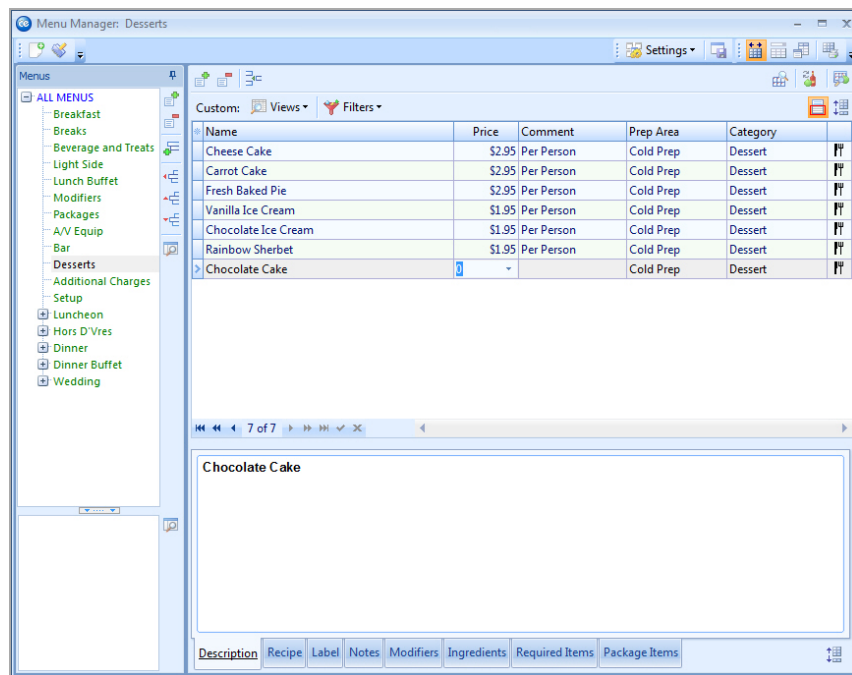 Menu Manager: Desserts
Settings
Menus
ALL MENUS
Breakfast
Breaks
Beverage and Treats
Light Side
Lunch Buffet
Modifiers
Packages
A/V Equip
Bar
Desserts
Additional Charges
Setup
Luncheon
Hors D'Vres
Dinner
Dinner Buffet
Wedding
Custom: Views Filters
Name Price Comment Prep Area Category
Cheese Cake $2.95 Per Person Cold Prep Dessert
Carrot Cake $2.95 Per Person Cold Prep Dessert
Fresh Baked Pie $2.95 Per Person Cold Prep Dessert
Vanilla Ice Cream $1.95 Per Person Cold Prep Dessert
Chocolate Ice Cream $1.95 Per Person Cold Prep Dessert
Rainbow Sherbet $1.95 Per Person Cold Prep Dessert
Chocolate Cake 0 Cold Prep Dessert
7 of 7
Chocolate Cake
Description Recipe Label Notes Modifiers Ingredients Required Items Package Items